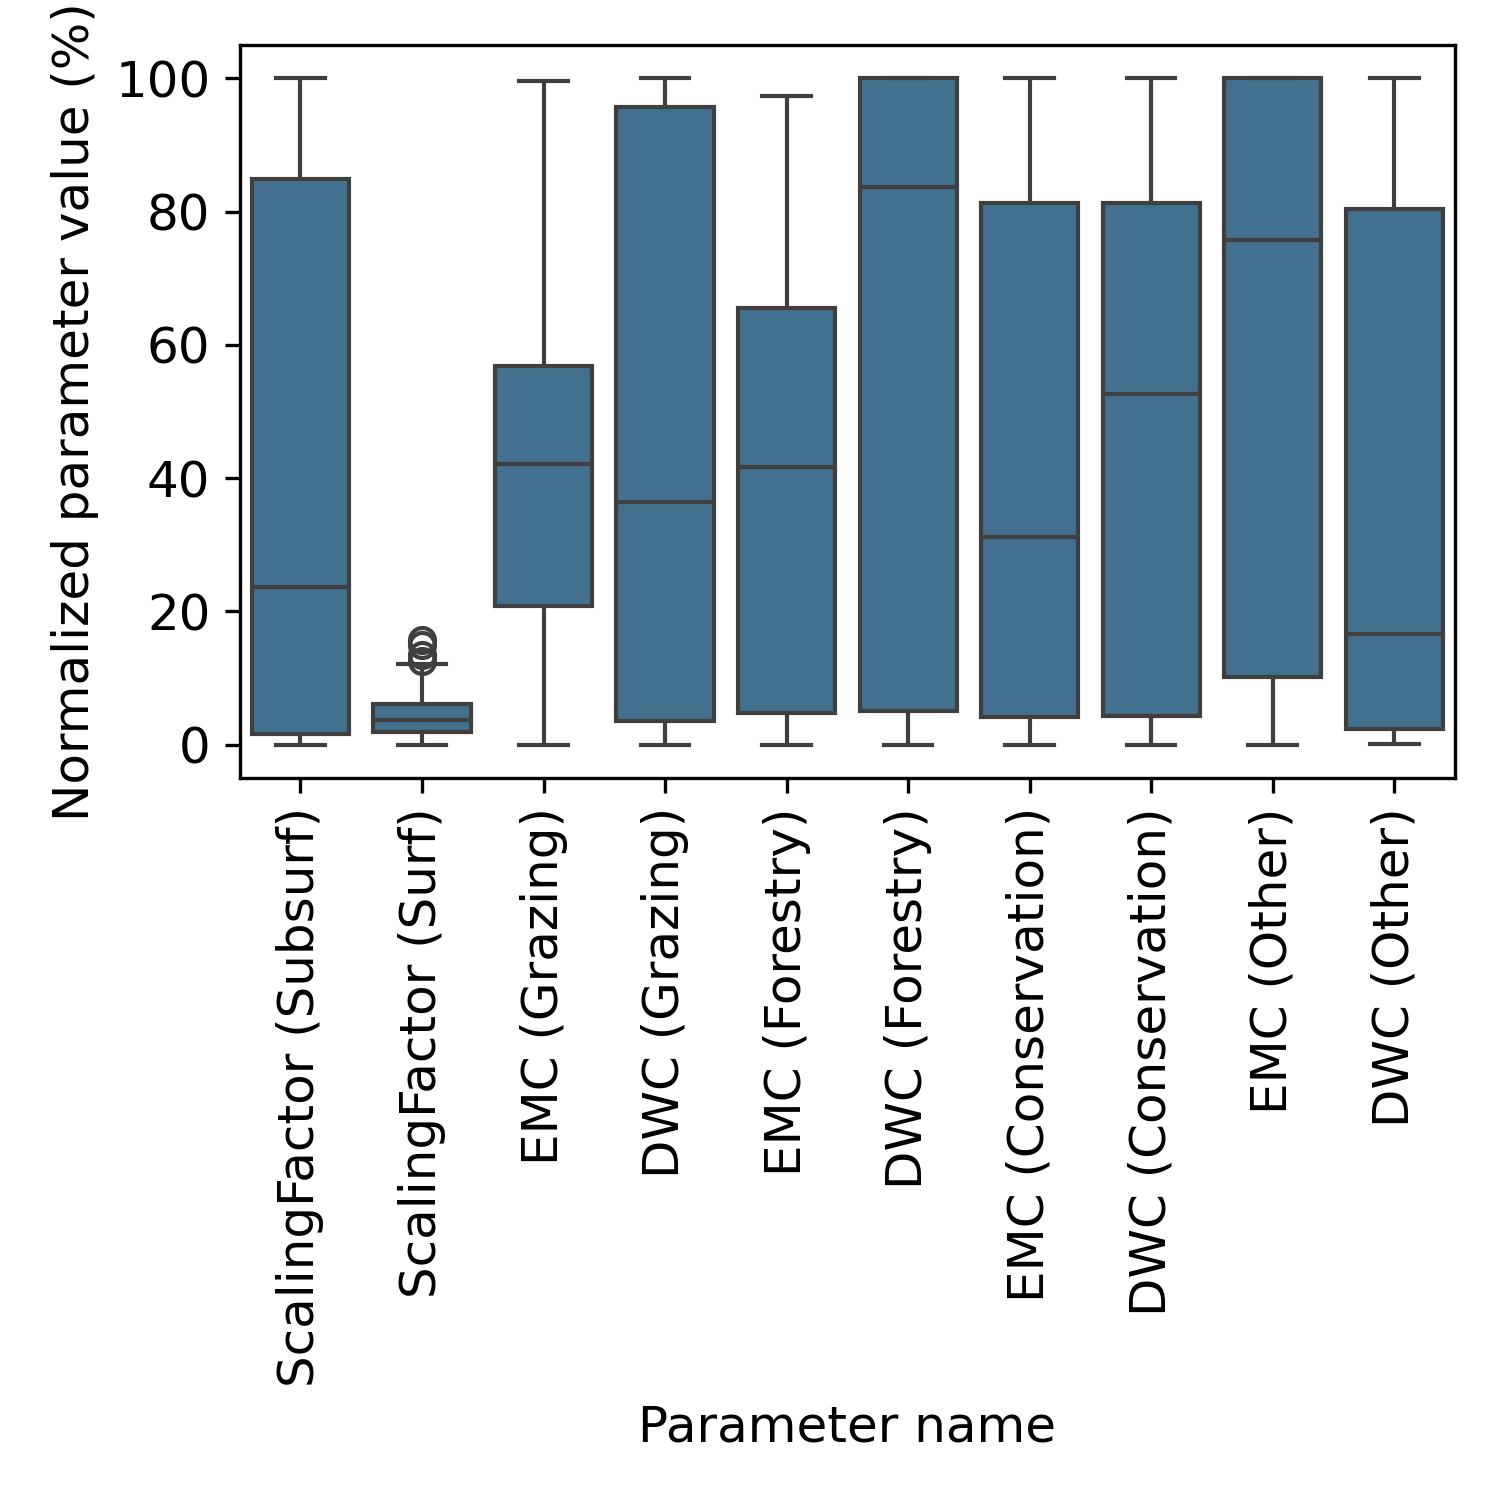 Normalized parameter value (%)
100
80
60
40
20
0
ScalingFactor (Subsurf)
ScalingFactor (Surf)
EMC (Grazing)
DWC (Grazing)
EMC (Forestry)
DWC (Forestry)
EMC (Conservation)
DWC (Conservation)
EMC (Other)
DWC (Other)
Parameter name